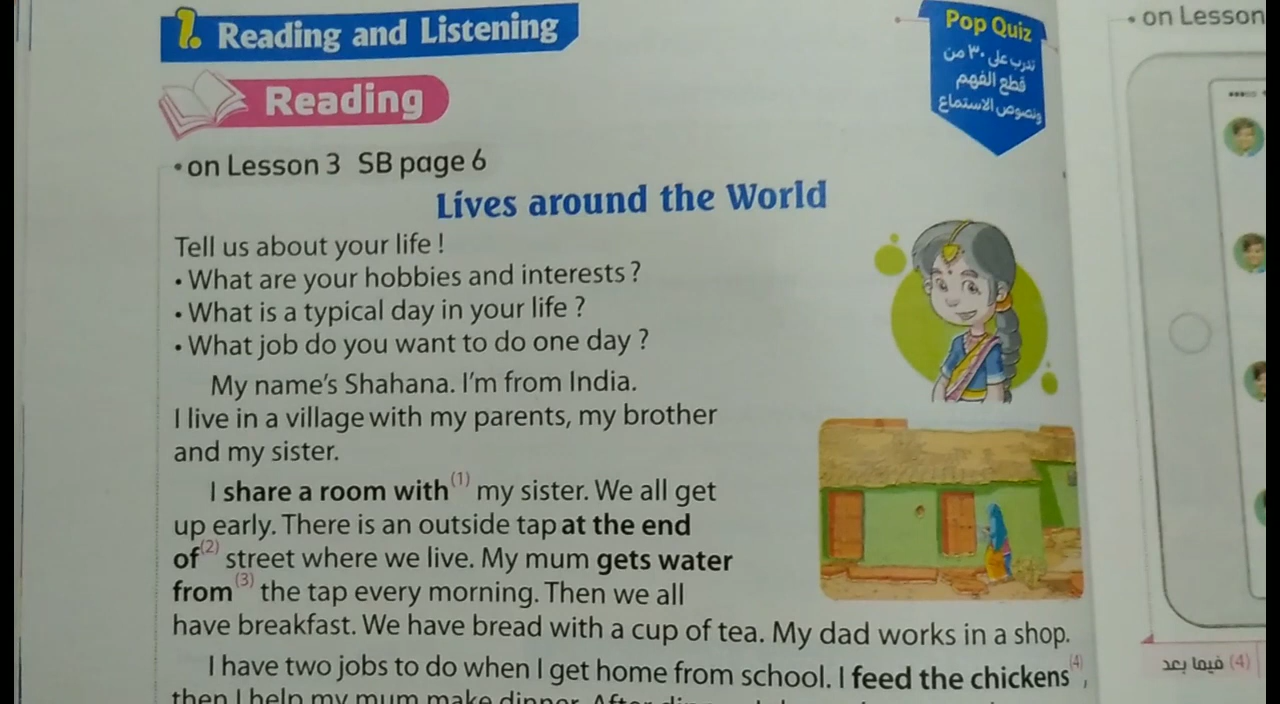 1. Reading and Listening
Pop Quiz
تدرب على ٣٠ من
قطع الفهم
ونصوص الاستماع
Reading
• on Lesson 3 SB page 6
Lives around the World
Tell us about your life !
• What are your hobbies and interests ?
• What is a typical day in your life ?
• What job do you want to do one day ?
My name's Shahana. I'm from India.
I live in a village with my parents, my brother
and my sister.
I share a room with(1) my sister. We all get
up early. There is an outside tap at the end
of(2) street where we live. My mum gets water
from(3) the tap every morning. Then we all
have breakfast. We have bread with a cup of tea. My dad works in a shop.
I have two jobs to do when I get home from school. I feed the chickens(4),
then I help my mum make dinner. After
• on Lesson
(4) فيما بعد